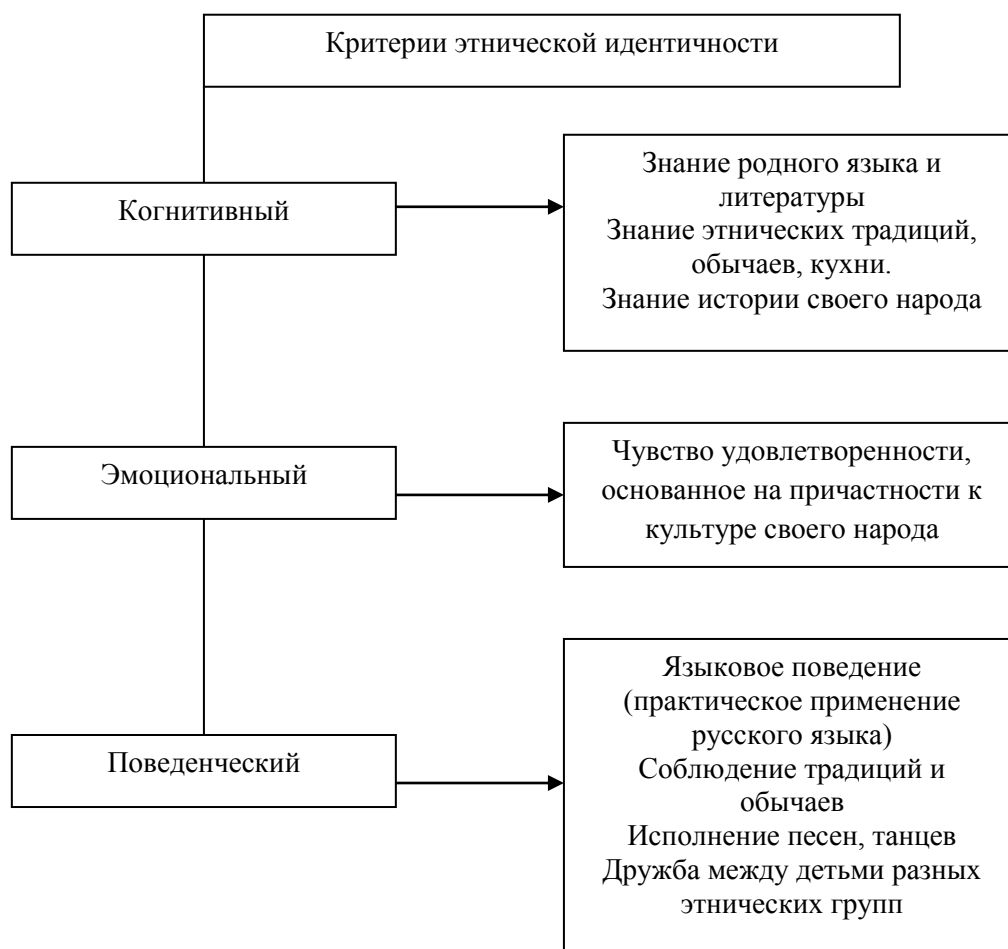 Критерии этнической идентичности
Когнитивный
Знание родного языка и
литературы
Знание этнических традиций,
обычаев, кухни.
Знание истории своего народа
Эмоциональный
Чувство удовлетворенности,
основанное на причастности к
культуре своего народа
Поведенческий
Языковое поведение
(практическое применение
русского языка)
Соблюдение традиций и
обычаев
Исполнение песен, танцев
Дружба между детьми разных
этнических групп